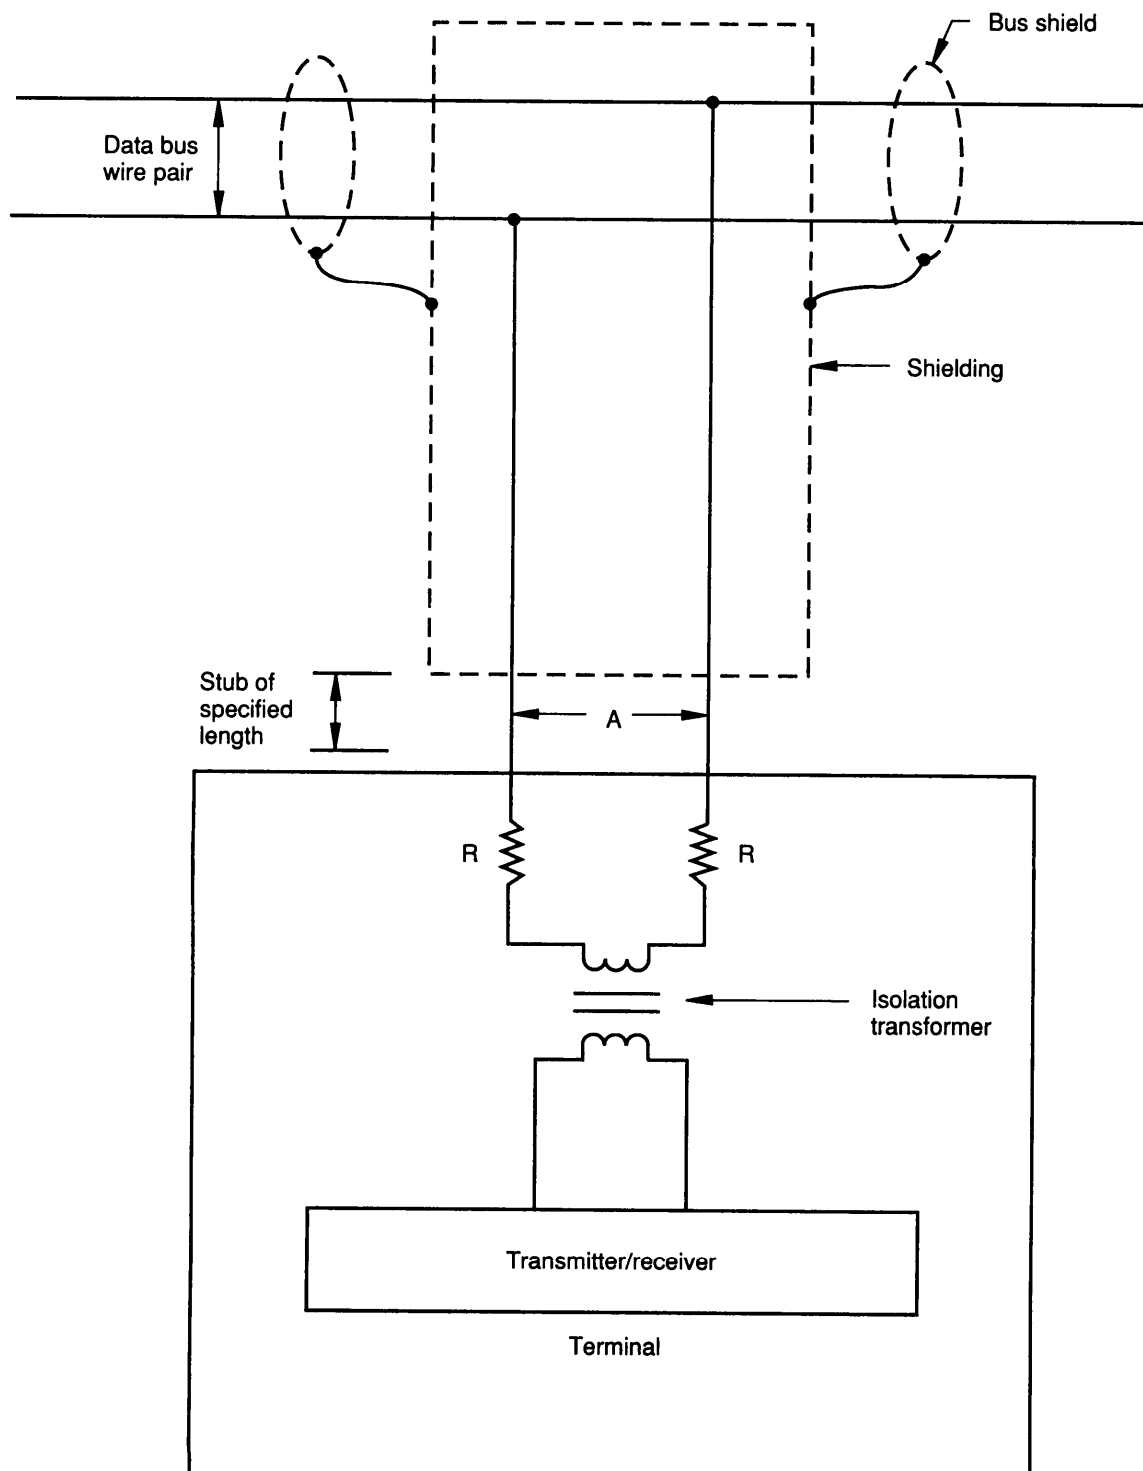 Bus shield
Data bus
wire pair
Shielding
Stub of
specified
length
A
R
R
Isolation
transformer
Transmitter/receiver
Terminal